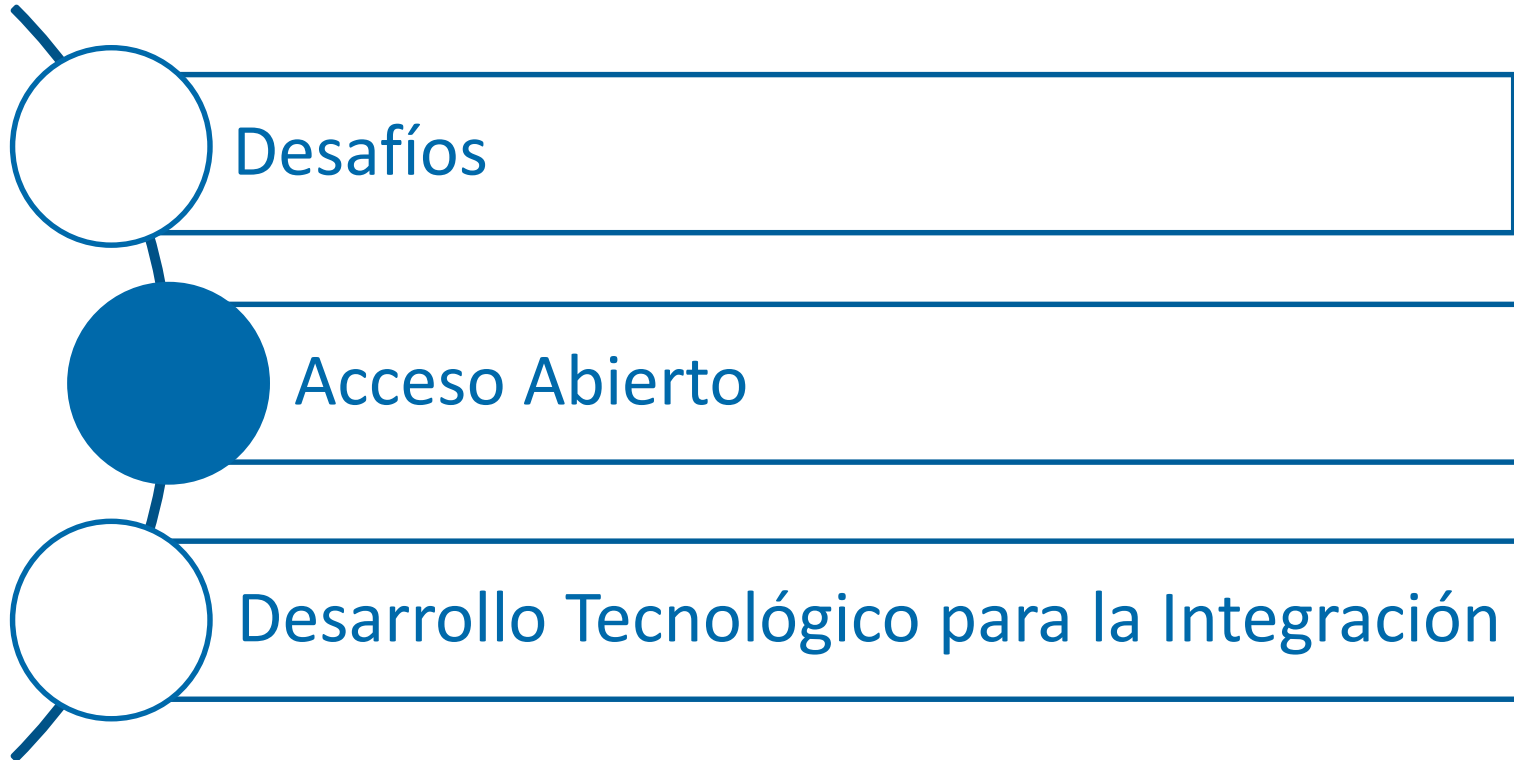 Desafíos
Acceso Abierto
Desarrollo Tecnológico para la Integración